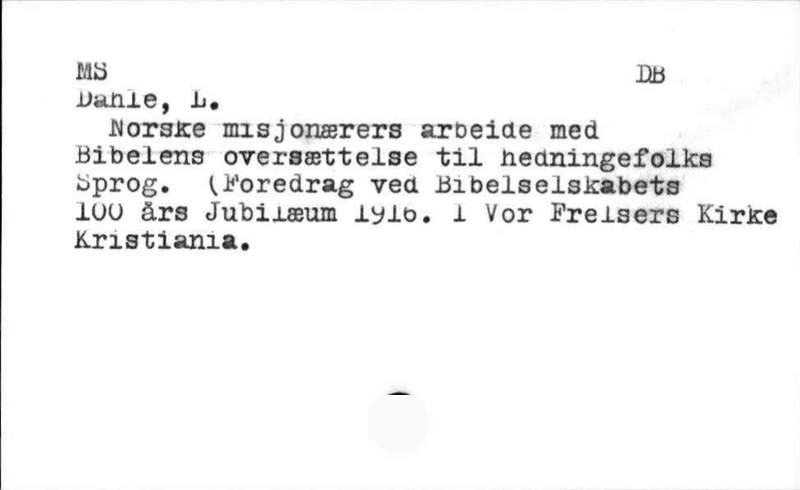 MS DB
Dahle, L.
Norske misjonærers arbeide med
Bibelens oversættelse til hedningefolks
Sprog. (Foredrag ved Bibelselskabets
100 års Jubilæum 1916. i Vor Frelsers Kirke
Kristiania.